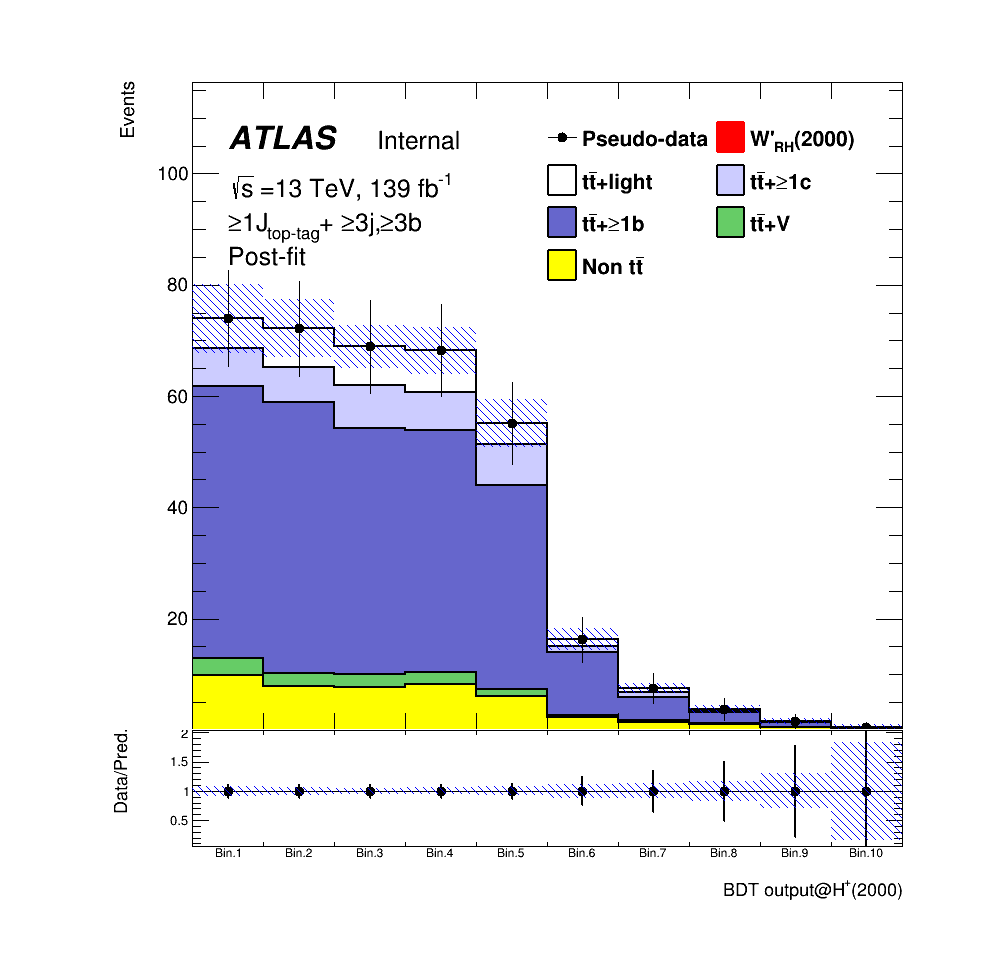 Events
ATLAS Internal
√s =13 TeV, 139 fb⁻¹
≥1J_top-tag+ ≥3j,≥3b
Post-fit
Pseudo-data
W'_RH(2000)
tt̄+light
tt̄+≥1c
tt̄+≥1b
tt̄+V
Non tt̄
100
80
60
40
20
Data/Pred.
2
1.5
1
0.5
Bin.1 Bin.2 Bin.3 Bin.4 Bin.5 Bin.6 Bin.7 Bin.8 Bin.9 Bin.10
BDT output@H⁺(2000)